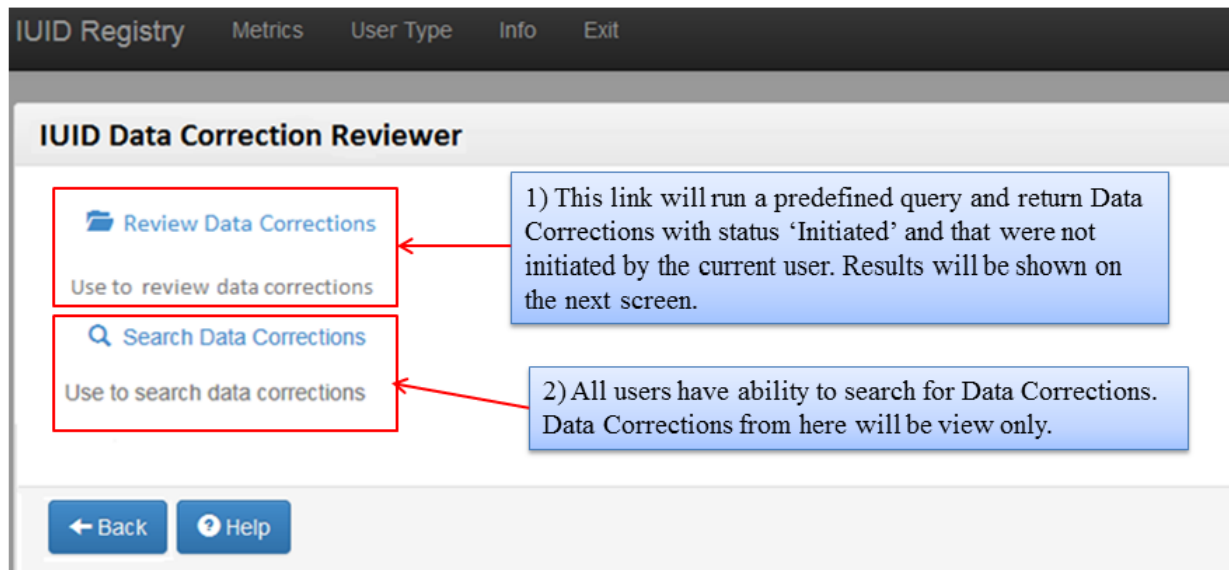 IUID Registry Metrics User Type Info Exit
IUID Data Correction Reviewer
Review Data Corrections
Use to review data corrections
1) This link will run a predefined query and return Data
Corrections with status ‘Initiated’ and that were not
initiated by the current user. Results will be shown on
the next screen.
Search Data Corrections
Use to search data corrections
2) All users have ability to search for Data Corrections.
Data Corrections from here will be view only.
Back Help